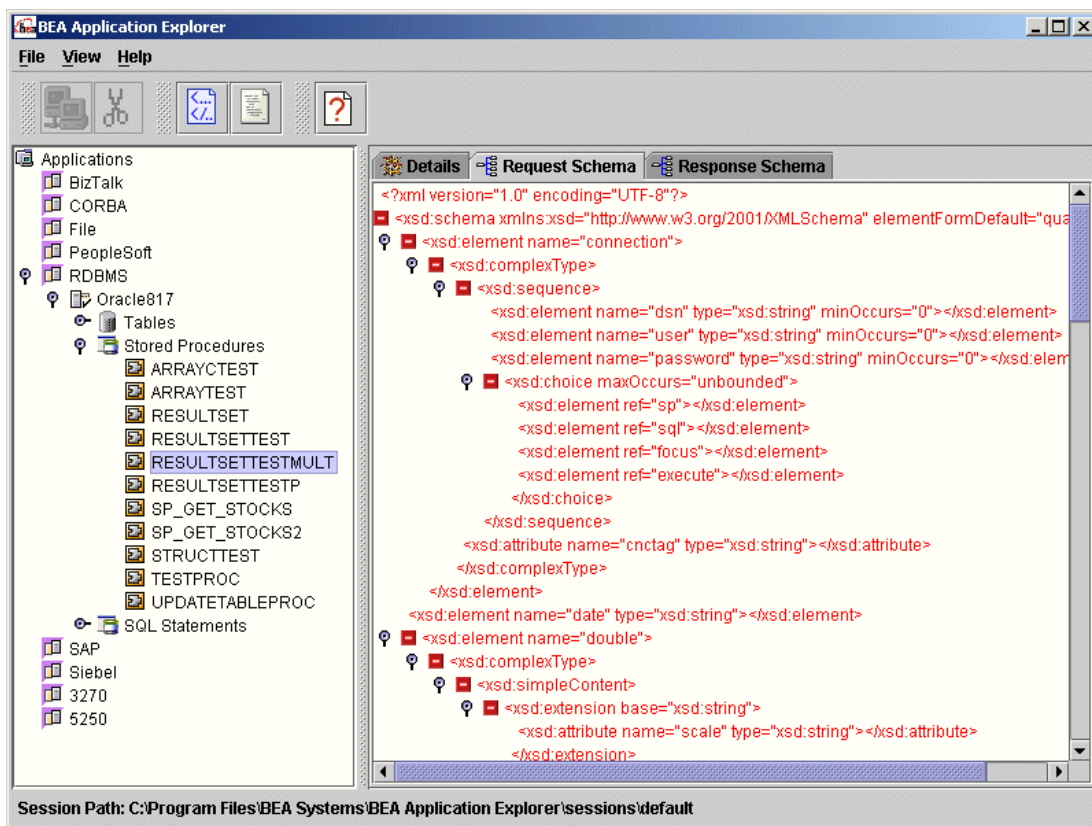 BEA Application Explorer
File View Help
Applications
BizTalk
CORBA
File
PeopleSoft
RDBMS
Oracle817
Tables
Stored Procedures
ARRAYCTEST
ARRAYTEST
RESULTSET
RESULTSETTEST
RESULTSETTESTMULT
RESULTSETTESTP
SP_GET_STOCKS
SP_GET_STOCKS2
STRUCTTEST
TESTPROC
UPDATETABLEPROC
SQL Statements
SAP
Siebel
3270
5250
Details Request Schema Response Schema
<?xml version="1.0" encoding="UTF-8"?>
<xsd:schema xmlns:xsd="http://www.w3.org/2001/XMLSchema" elementFormDefault="qua
<xsd:element name="connection">
<xsd:complexType>
<xsd:sequence>
<xsd:element name="dsn" type="xsd:string" minOccurs="0"></xsd:element>
<xsd:element name="user" type="xsd:string" minOccurs="0"></xsd:element>
<xsd:element name="password" type="xsd:string" minOccurs="0"></xsd:elem
<xsd:choice maxOccurs="unbounded">
<xsd:element ref="sp"></xsd:element>
<xsd:element ref="sql"></xsd:element>
<xsd:element ref="focus"></xsd:element>
<xsd:element ref="execute"></xsd:element>
</xsd:choice>
</xsd:sequence>
<xsd:attribute name="cnctag" type="xsd:string"></xsd:attribute>
</xsd:complexType>
</xsd:element>
<xsd:element name="date" type="xsd:string"></xsd:element>
<xsd:element name="double">
<xsd:complexType>
<xsd:simpleContent>
<xsd:extension base="xsd:string">
<xsd:attribute name="scale" type="xsd:string"></xsd:attribute>
</xsd:extension>
Session Path: C:\Program Files\BEA Systems\BEA Application Explorer\sessions\default